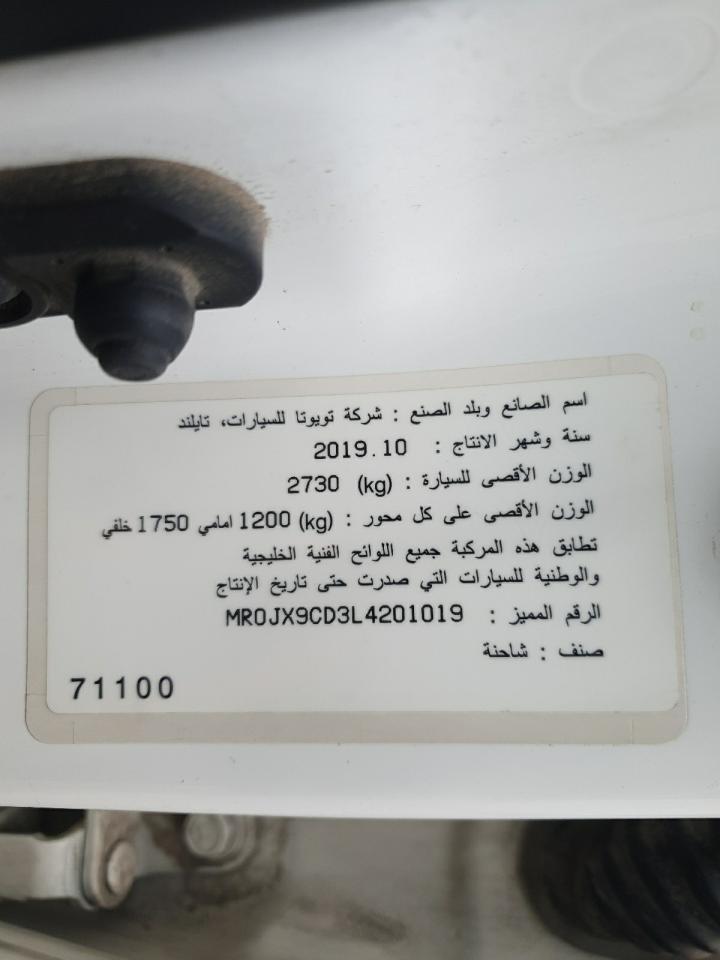 اسم الصانع وبلد الصنع : شركة تويوتا للسيارات، تايلند
سنة وشهر الانتاج : 2019.10
الوزن الأقصى للسيارة : (kg) 2730
الوزن الأقصى على كل محور : (kg) 1200 امامي 1750 خلفي
تطابق هذه المركبة جميع اللوائح الفنية الخليجية
والوطنية للسيارات التي صدرت حتى تاريخ الإنتاج
الرقم المميز : MR0JX9CD3L4201019
صنف : شاحنة
71100